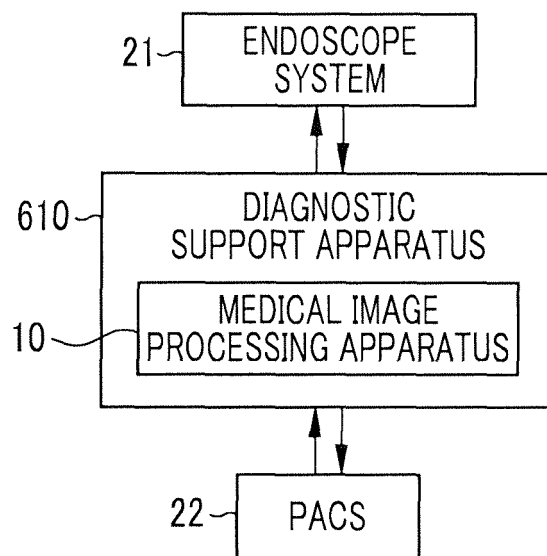 21
ENDOSCOPE
SYSTEM
610
DIAGNOSTIC
SUPPORT APPARATUS
10
MEDICAL IMAGE
PROCESSING APPARATUS
22
PACS